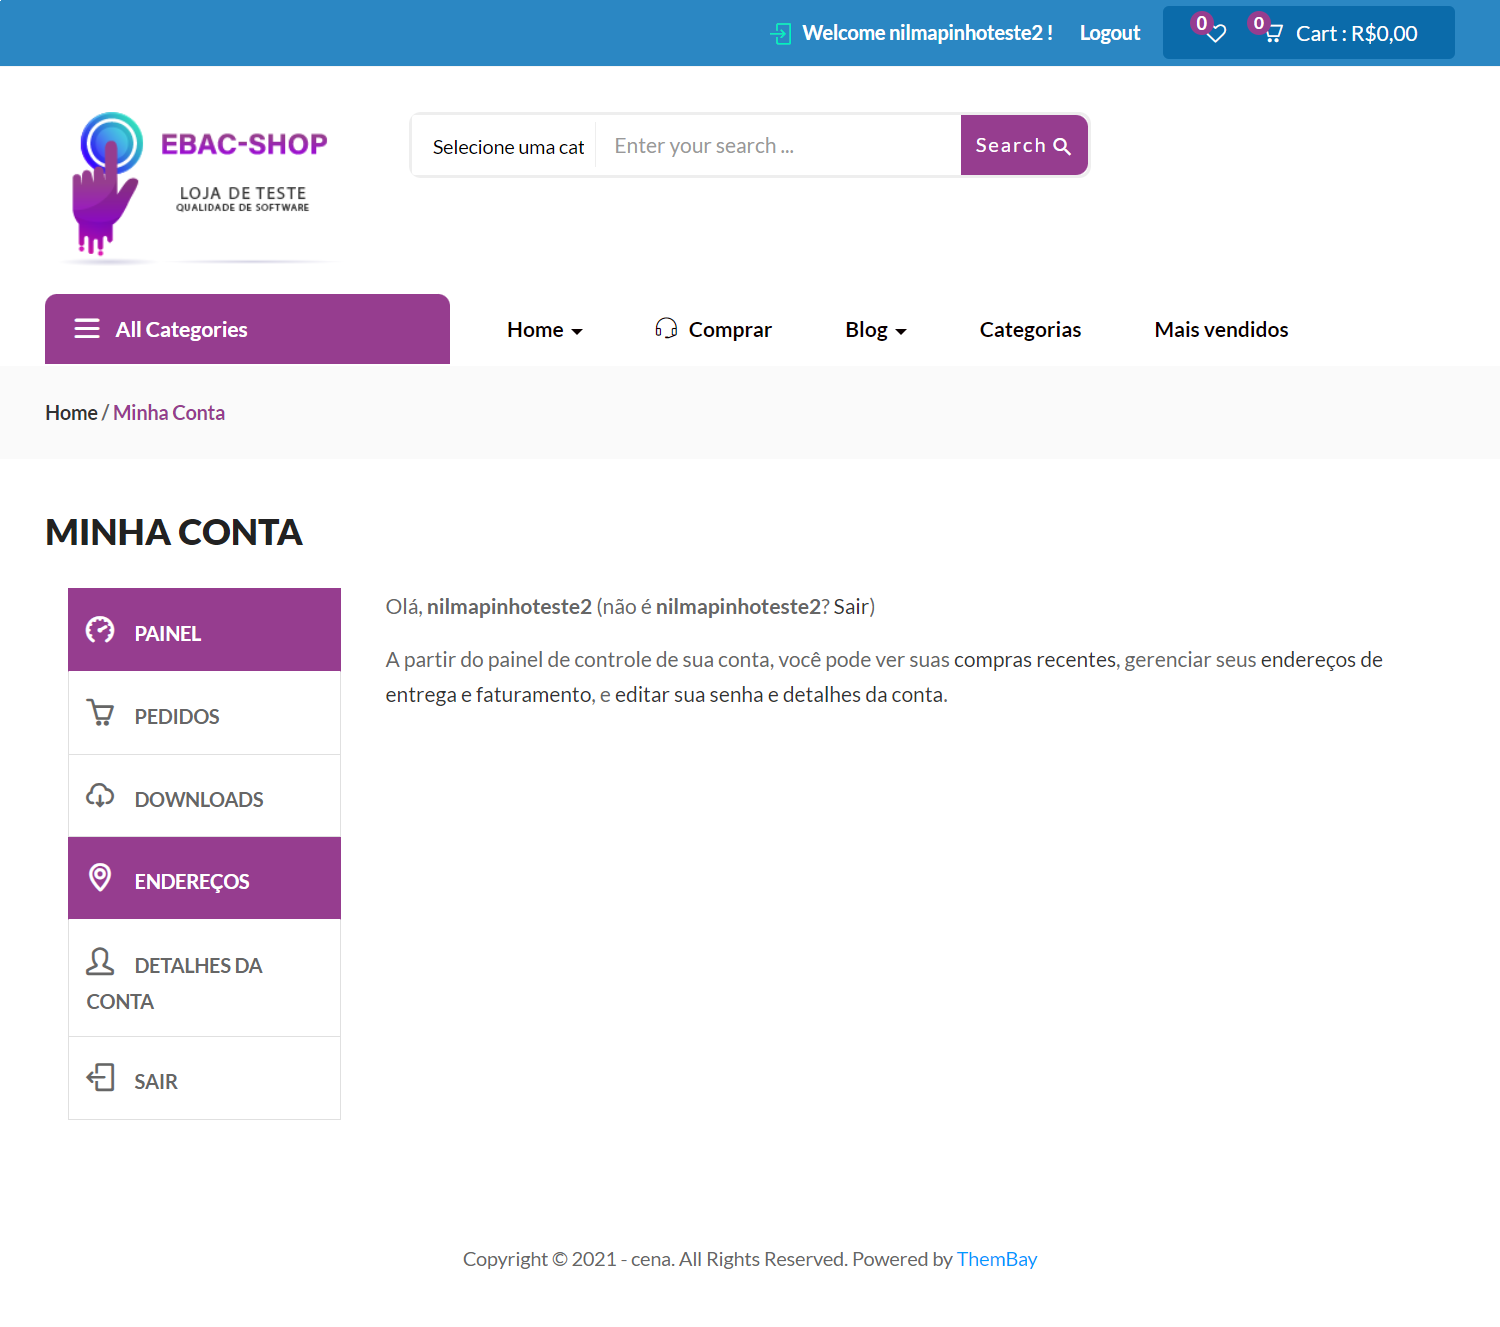 Welcome nilmapinhoteste2 ! Logout 0 0 Cart : R$0,00
EBAC-SHOP
LOJA DE TESTE
QUALIDADE DE SOFTWARE
Selecione uma cat Enter your search ... Search
All Categories Home Comprar Blog Categorias Mais vendidos
Home / Minha Conta
MINHA CONTA
PAINEL
PEDIDOS
DOWNLOADS
ENDEREÇOS
DETALHES DA
CONTA
SAIR
Olá, nilmapinhoteste2 (não é nilmapinhoteste2? Sair)
A partir do painel de controle de sua conta, você pode ver suas compras recentes, gerenciar seus endereços de
entrega e faturamento, e editar sua senha e detalhes da conta.
Copyright © 2021 - cena. All Rights Reserved. Powered by ThemBay